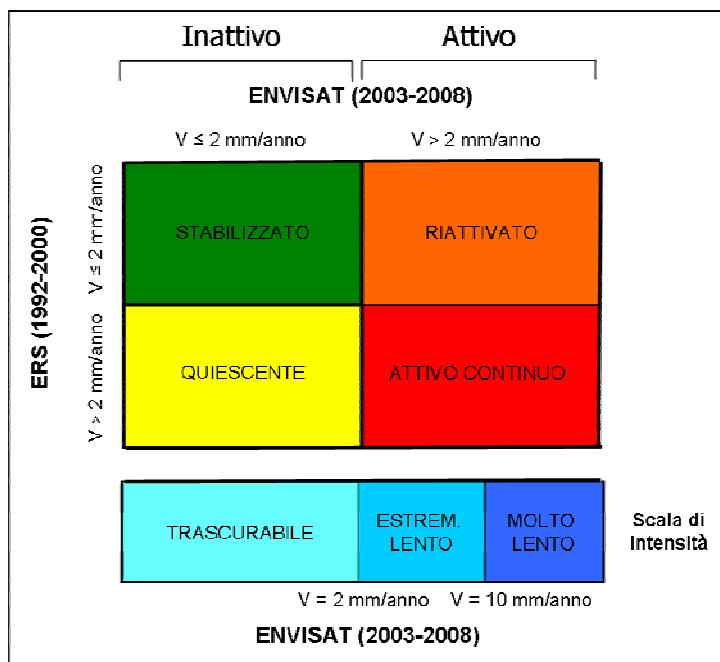 Inattivo Attivo
ENVISAT (2003-2008)
V ≤ 2 mm/anno V > 2 mm/anno
ERS (1992-2000)
V ≤ 2 mm/anno
V > 2 mm/anno
STABILIZZATO RIATTIVATO
QUIESCENTE ATTIVO CONTINUO
TRASCURABILE
ESTREM.
LENTO
MOLTO
LENTO
Scala di
Intensità
V = 2 mm/anno V = 10 mm/anno
ENVISAT (2003-2008)